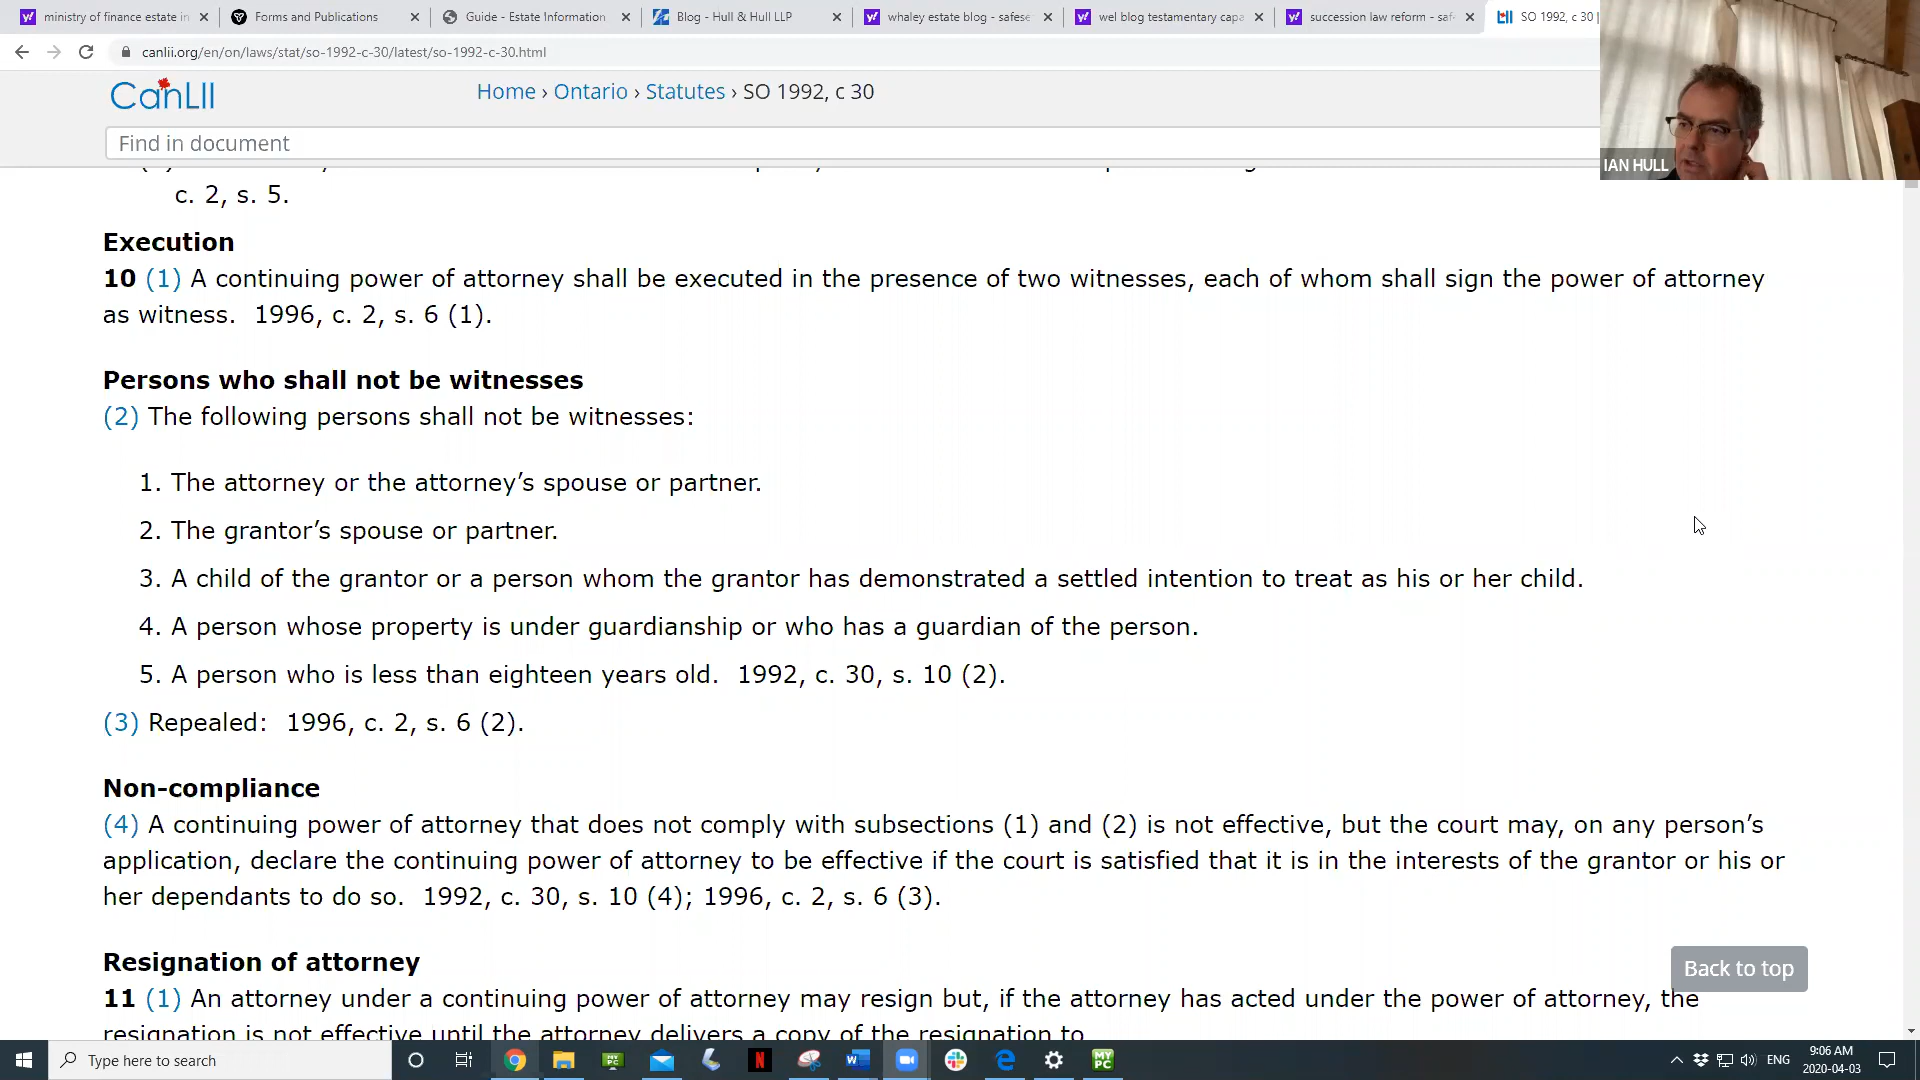 ministry of finance estate in
Forms and Publications
Guide - Estate Information
Blog - Hull & Hull LLP
whaley estate blog - safese
wel blog testamentary capa
succession law reform - saf
SO 1992, c 30 |
canlii.org/en/on/laws/stat/so-1992-c-30/latest/so-1992-c-30.html
CanLII
Home › Ontario › Statutes › SO 1992, c 30
Find in document
IAN HULL
c. 2, s. 5.
Execution
10 (1) A continuing power of attorney shall be executed in the presence of two witnesses, each of whom shall sign the power of attorney
as witness. 1996, c. 2, s. 6 (1).
Persons who shall not be witnesses
(2) The following persons shall not be witnesses:
1. The attorney or the attorney’s spouse or partner.
2. The grantor’s spouse or partner.
3. A child of the grantor or a person whom the grantor has demonstrated a settled intention to treat as his or her child.
4. A person whose property is under guardianship or who has a guardian of the person.
5. A person who is less than eighteen years old. 1992, c. 30, s. 10 (2).
(3) Repealed: 1996, c. 2, s. 6 (2).
Non-compliance
(4) A continuing power of attorney that does not comply with subsections (1) and (2) is not effective, but the court may, on any person’s
application, declare the continuing power of attorney to be effective if the court is satisfied that it is in the interests of the grantor or his or
her dependants to do so. 1992, c. 30, s. 10 (4); 1996, c. 2, s. 6 (3).
Resignation of attorney
Back to top
11 (1) An attorney under a continuing power of attorney may resign but, if the attorney has acted under the power of attorney, the
resignation is not effective until the attorney delivers a copy of the resignation to
Type here to search
ENG
9:06 AM
2020-04-03